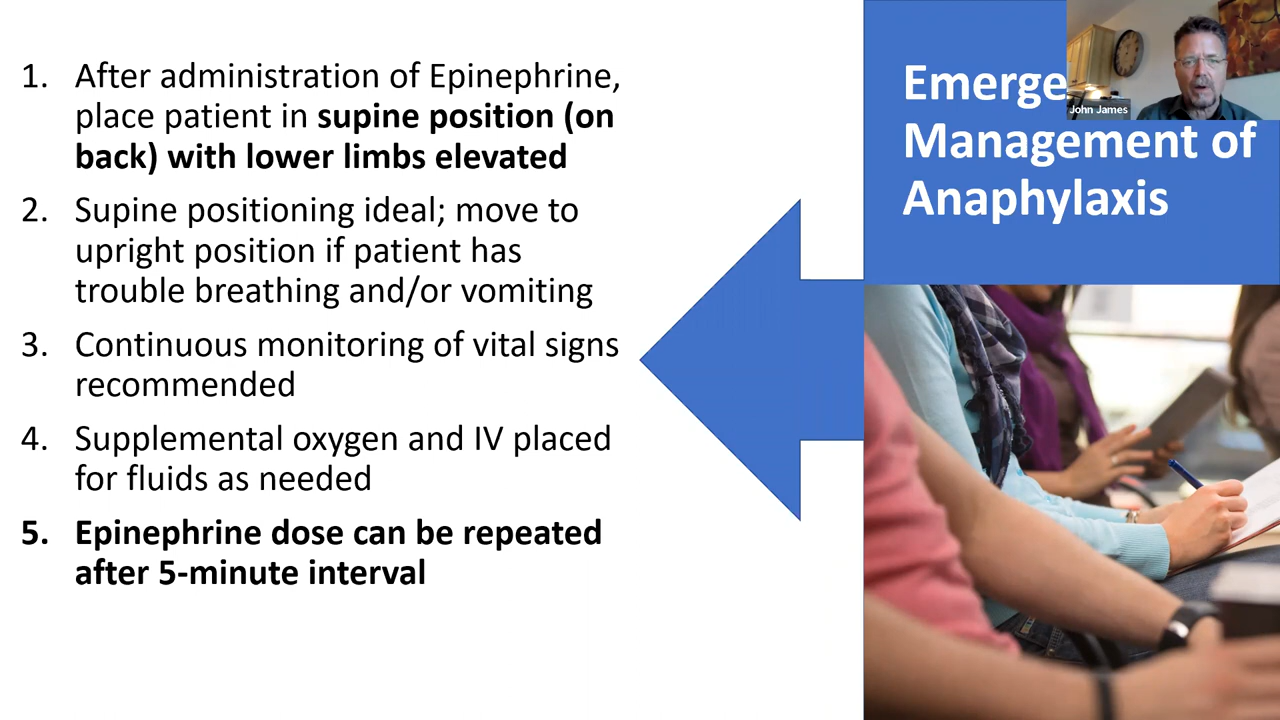 1. After administration of Epinephrine,
place patient in supine position (on
back) with lower limbs elevated
2. Supine positioning ideal; move to
upright position if patient has
trouble breathing and/or vomiting
3. Continuous monitoring of vital signs
recommended
4. Supplemental oxygen and IV placed
for fluids as needed
5. Epinephrine dose can be repeated
after 5-minute interval
Emerge
Management of
Anaphylaxis
John James